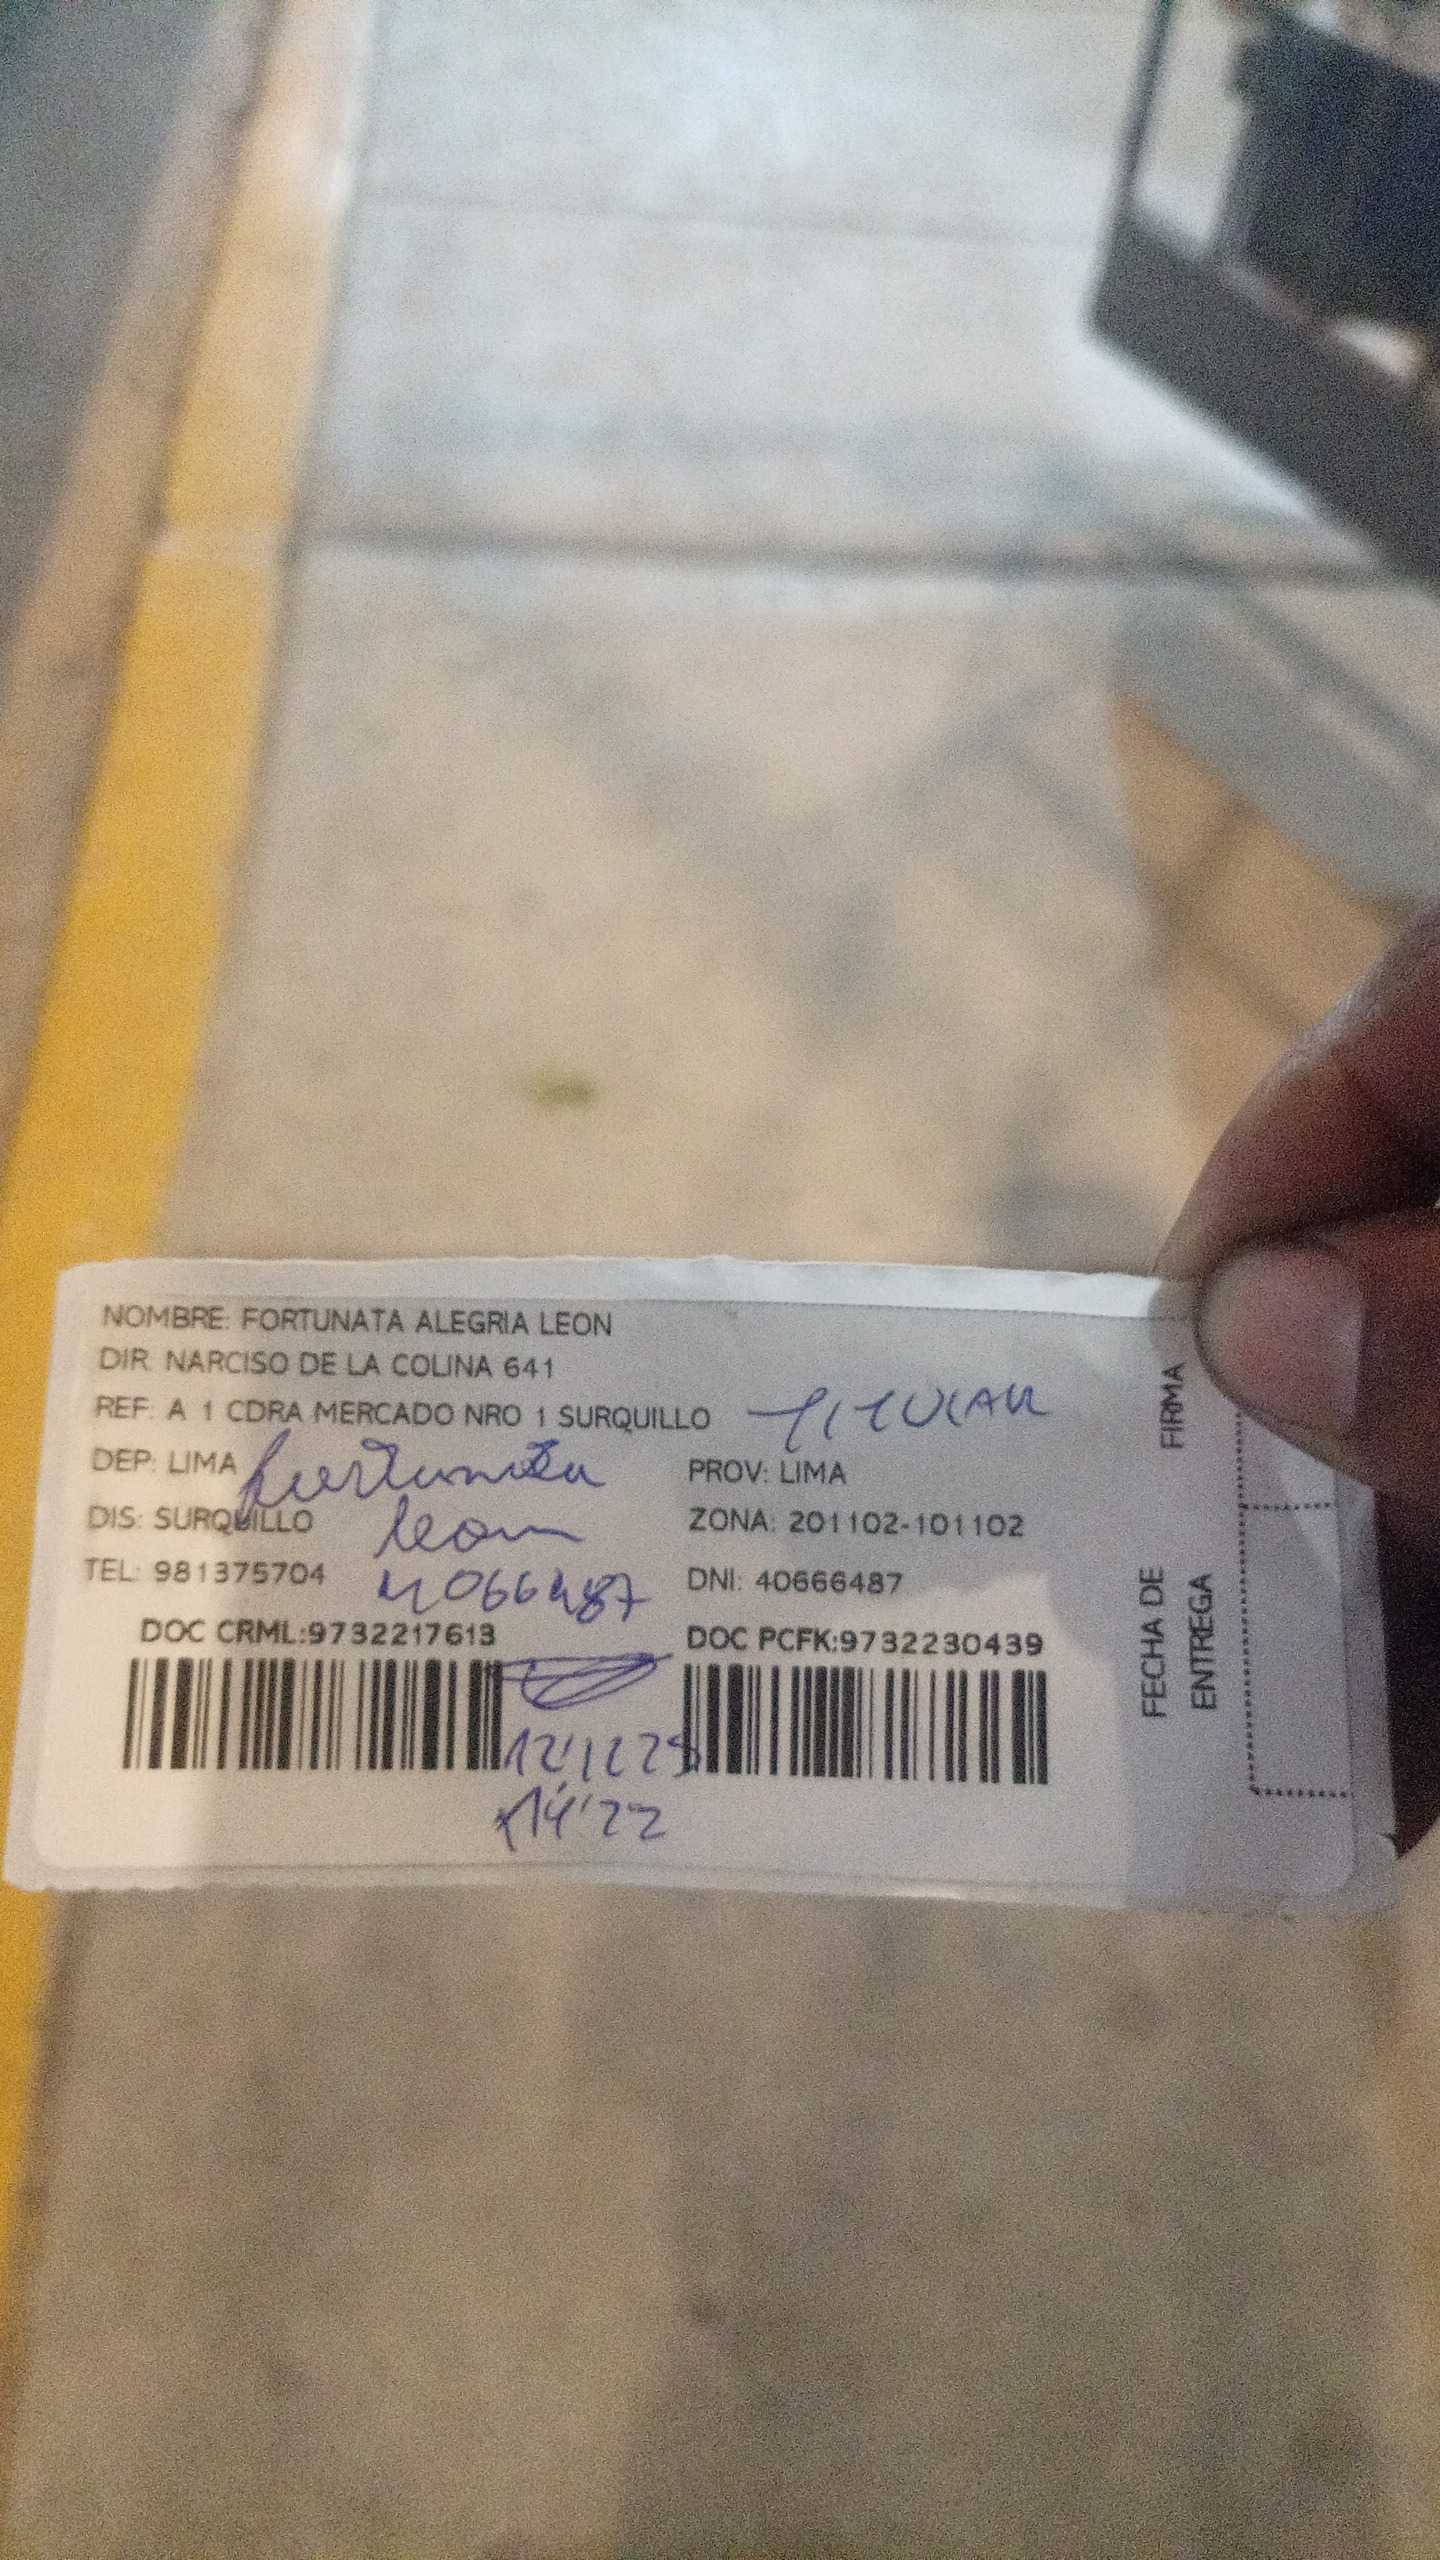 NOMBRE: FORTUNATA ALEGRIA LEON
DIR. NARCISO DE LA COLINA 641
REF: A 1 CDRA MERCADO NRO 1 SURQUILLO
TITULAR
DEP: LIMA
PROV: LIMA
fortunata
DIS: SURQUILLO
leon
ZONA: 201102-101102
TEL: 981375704
40666487
DNI: 40666487
DOC CRML:9732217613
DOC PCFK:9732230439
14:22
FIRMA
FECHA DE
ENTREGA